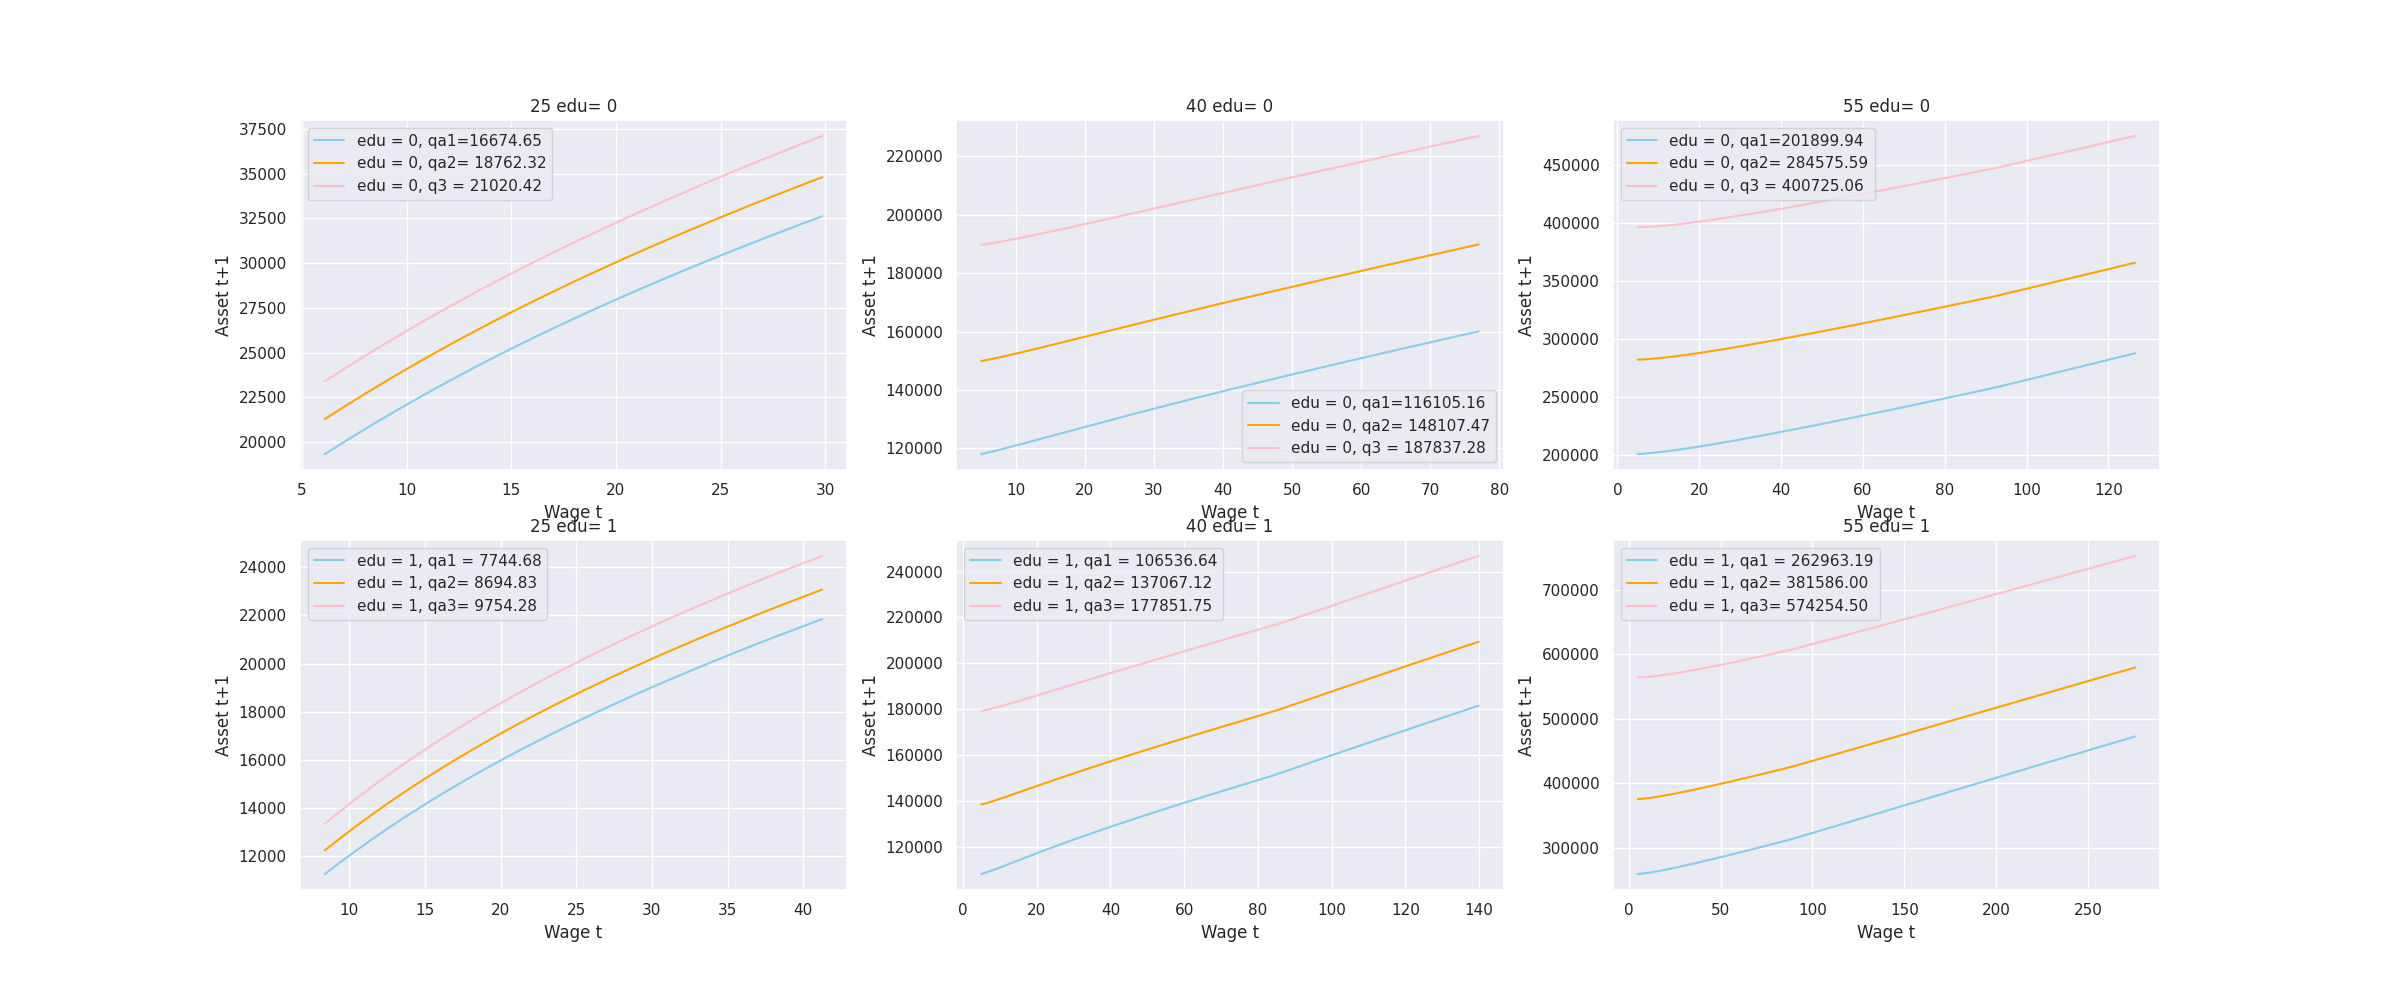 25 edu= 0
Asset t+1
37500
35000
32500
30000
27500
25000
22500
20000
edu = 0, qa1=16674.65
edu = 0, qa2= 18762.32
edu = 0, q3 = 21020.42
5 10 15 20 25 30
Wage t
40 edu= 0
Asset t+1
220000
200000
180000
160000
140000
120000
edu = 0, qa1=116105.16
edu = 0, qa2= 148107.47
edu = 0, q3 = 187837.28
10 20 30 40 50 60 70 80
Wage t
55 edu= 0
Asset t+1
450000
400000
350000
300000
250000
200000
edu = 0, qa1=201899.94
edu = 0, qa2= 284575.59
edu = 0, q3 = 400725.06
0 20 40 60 80 100 120
Wage t
25 edu= 1
Asset t+1
24000
22000
20000
18000
16000
14000
12000
edu = 1, qa1 = 7744.68
edu = 1, qa2= 8694.83
edu = 1, qa3= 9754.28
10 15 20 25 30 35 40
Wage t
40 edu= 1
Asset t+1
240000
220000
200000
180000
160000
140000
120000
edu = 1, qa1 = 106536.64
edu = 1, qa2= 137067.12
edu = 1, qa3= 177851.75
0 20 40 60 80 100 120 140
Wage t
55 edu= 1
Asset t+1
700000
600000
500000
400000
300000
edu = 1, qa1 = 262963.19
edu = 1, qa2= 381586.00
edu = 1, qa3= 574254.50
0 50 100 150 200 250
Wage t